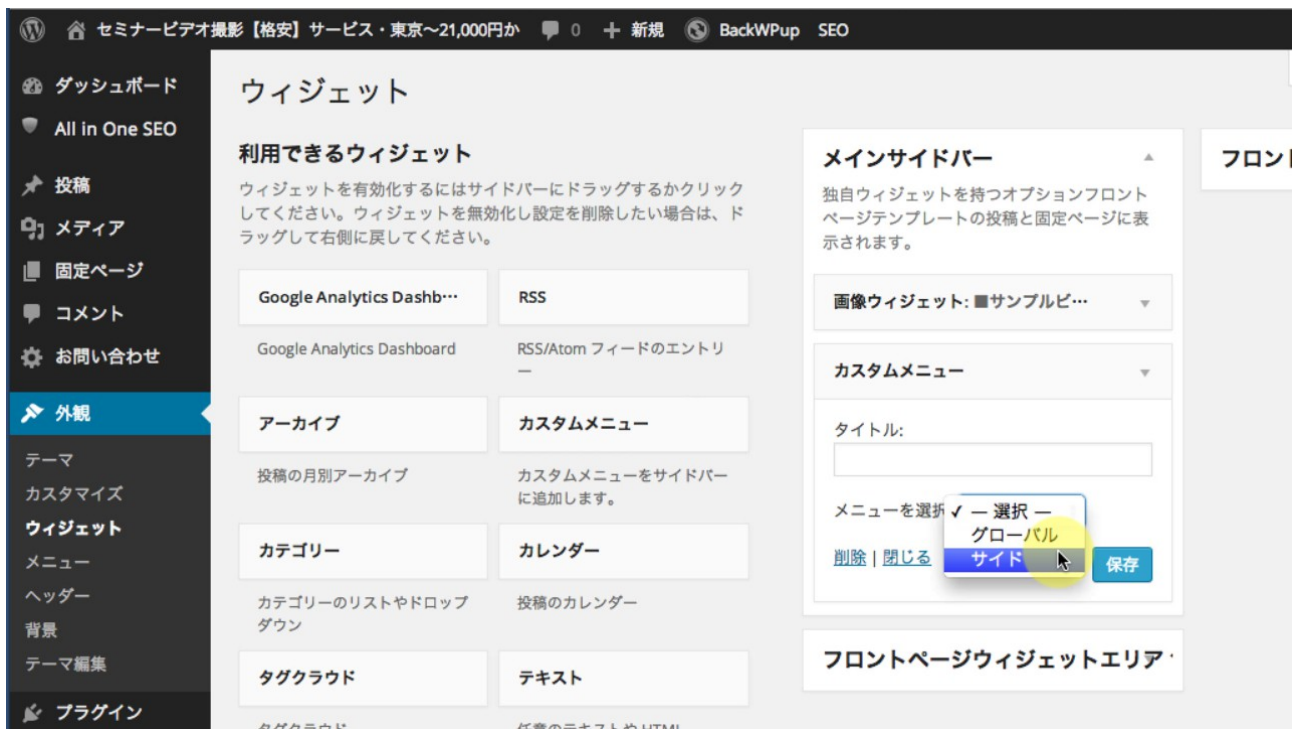 セミナービデオ撮影【格安】サービス・東京〜21,000円か 0 + 新規 BackWPup SEO
ダッシュボード
All in One SEO
投稿
メディア
固定ページ
コメント
お問い合わせ
外観
テーマ
カスタマイズ
ウィジェット
メニュー
ヘッダー
背景
テーマ編集
プラグイン
ウィジェット
利用できるウィジェット
ウィジェットを有効化するにはサイドバーにドラッグするかクリック
してください。ウィジェットを無効化し設定を削除したい場合は、ド
ラッグして右側に戻してください。
Google Analytics Dashb…
Google Analytics Dashboard
RSS
RSS/Atom フィードのエントリ
ー
アーカイブ
投稿の月別アーカイブ
カスタムメニュー
カスタムメニューをサイドバー
に追加します。
カテゴリー
カテゴリーのリストやドロップ
ダウン
カレンダー
投稿のカレンダー
タグクラウド
タグクラウド
テキスト
任意のテキストや HTML
メインサイドバー
独自ウィジェットを持つオプションフロント
ページテンプレートの投稿と固定ページに表
示されます。
画像ウィジェット: ■サンプルビ…
カスタムメニュー
タイトル:
メニューを選択
✓ — 選択 —
グローバル
サイド
削除 | 閉じる
保存
フロントページウィジェットエリア
フロント